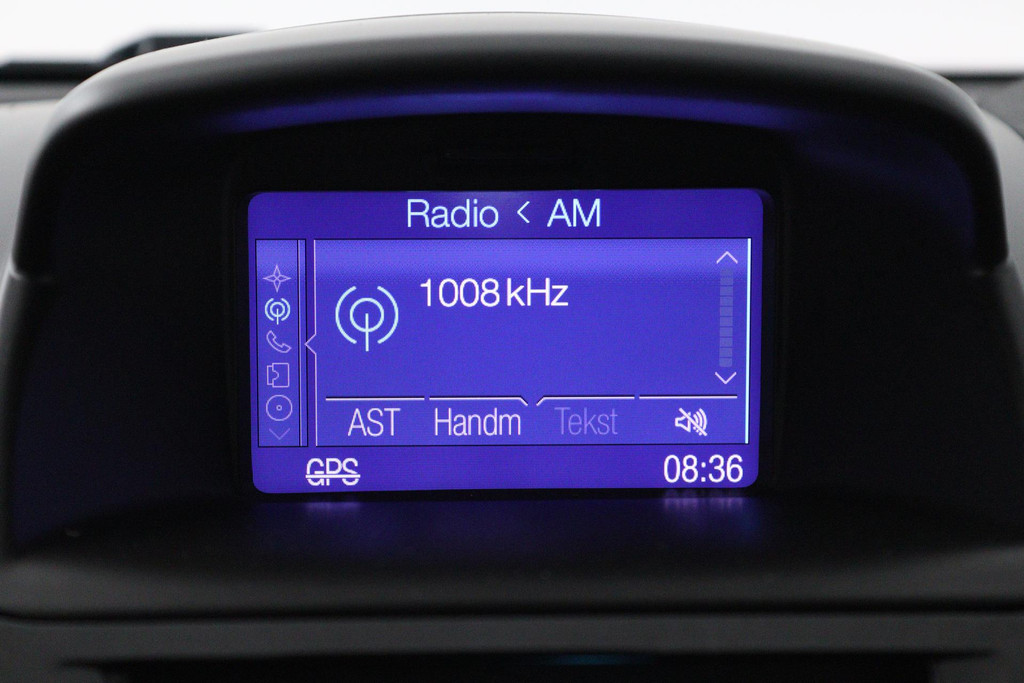 Radio < AM
1008 kHz
AST Handm Tekst
GPS 08:36